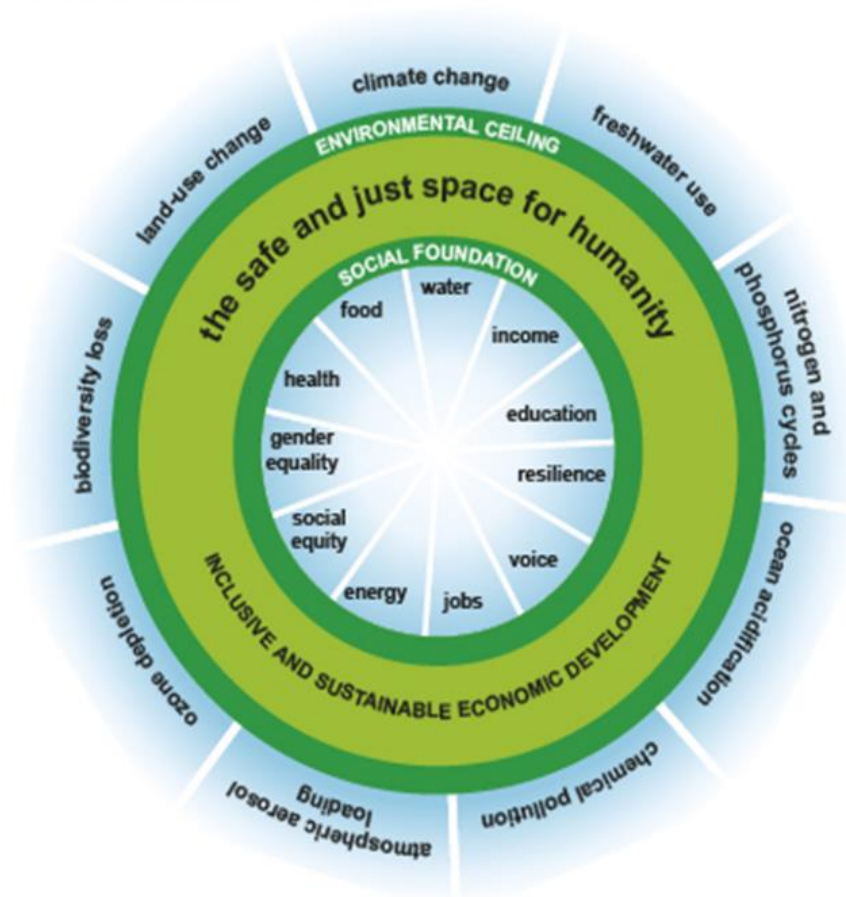 climate change
freshwater use
nitrogen and
phosphorus cycles
ocean acidification
chemical pollution
atmospheric aerosol
loading
ozone depletion
biodiversity loss
land-use change
ENVIRONMENTAL CEILING
the safe and just space for humanity
SOCIAL FOUNDATION
water
income
education
resilience
voice
jobs
energy
social
equity
gender
equality
health
food
INCLUSIVE AND SUSTAINABLE ECONOMIC DEVELOPMENT